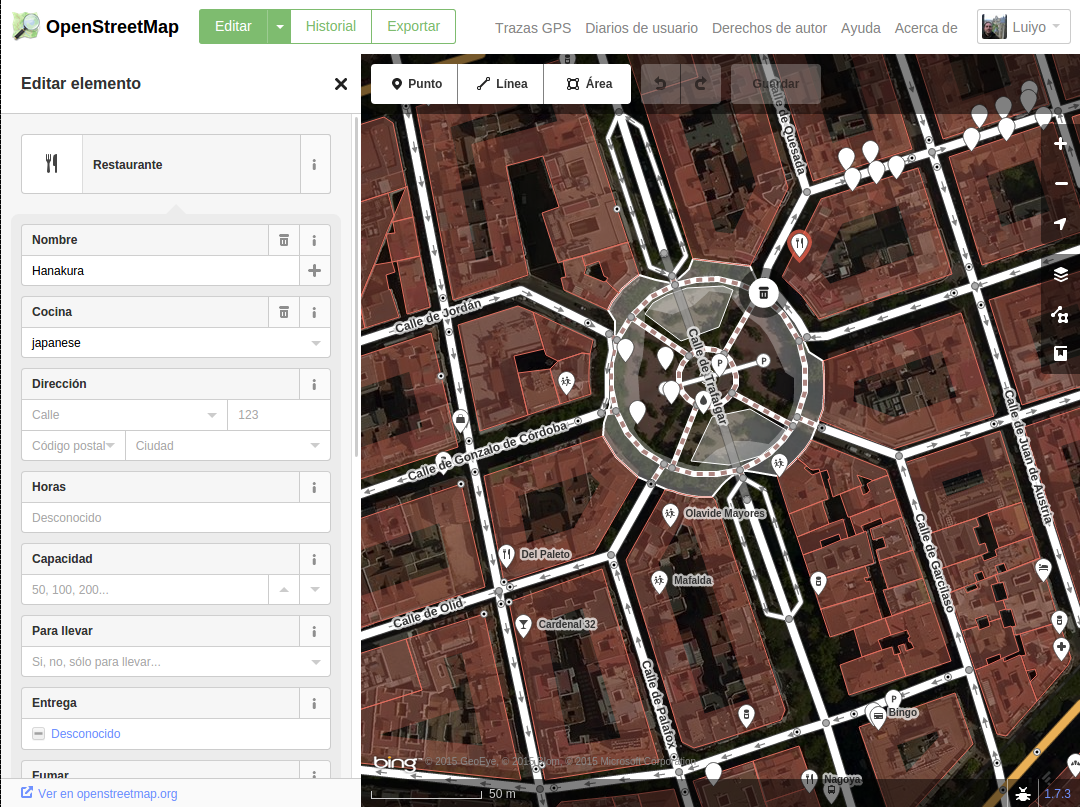 OpenStreetMap
Editar
Historial
Exportar
Trazas GPS
Diarios de usuario
Derechos de autor
Ayuda
Acerca de
Luiyo
Editar elemento
Punto
Línea
Área
Guardar
Restaurante
Nombre
Hanakura
Cocina
japanese
Dirección
Calle
123
Código postal
Ciudad
Horas
Desconocido
Capacidad
50, 100, 200...
Para llevar
Si, no, sólo para llevar...
Entrega
Desconocido
Fumar
Ver en openstreetmap.org
Calle de Quesada
Calle de Jordán
Calle de Trafalgar
P
P
Calle de Gonzalo de Córdoba
Calle de Juan de Austria
Olavide Mayores
Del Paleto
Mafalda
Calle de Garcilaso
Calle de Olid
Cardenal 32
Calle de Palafox
P
Bingo
bing
© 2015 GeoEye, © 2015 Blom, © 2015 Microsoft Corporation
Nagoya
50 m
1.7.3